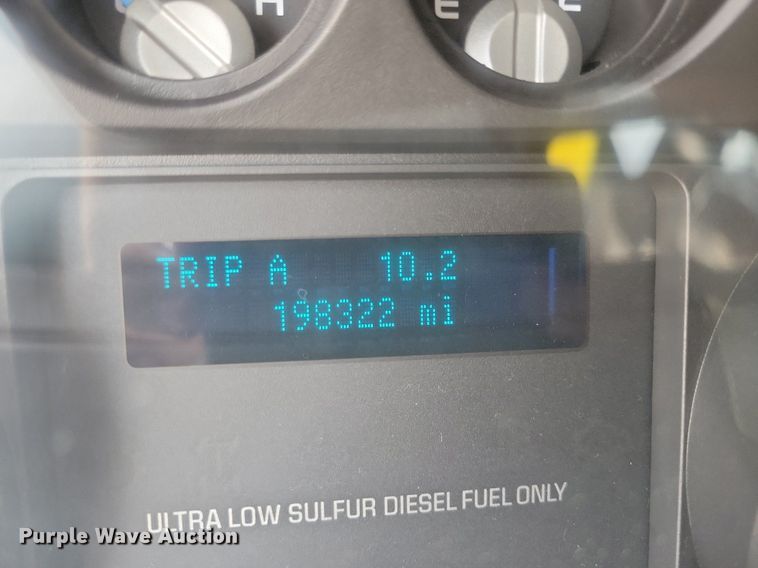 H
E
E
TRIP A 10.2
198322 mi
ULTRA LOW SULFUR DIESEL FUEL ONLY
Purple Wave Auction